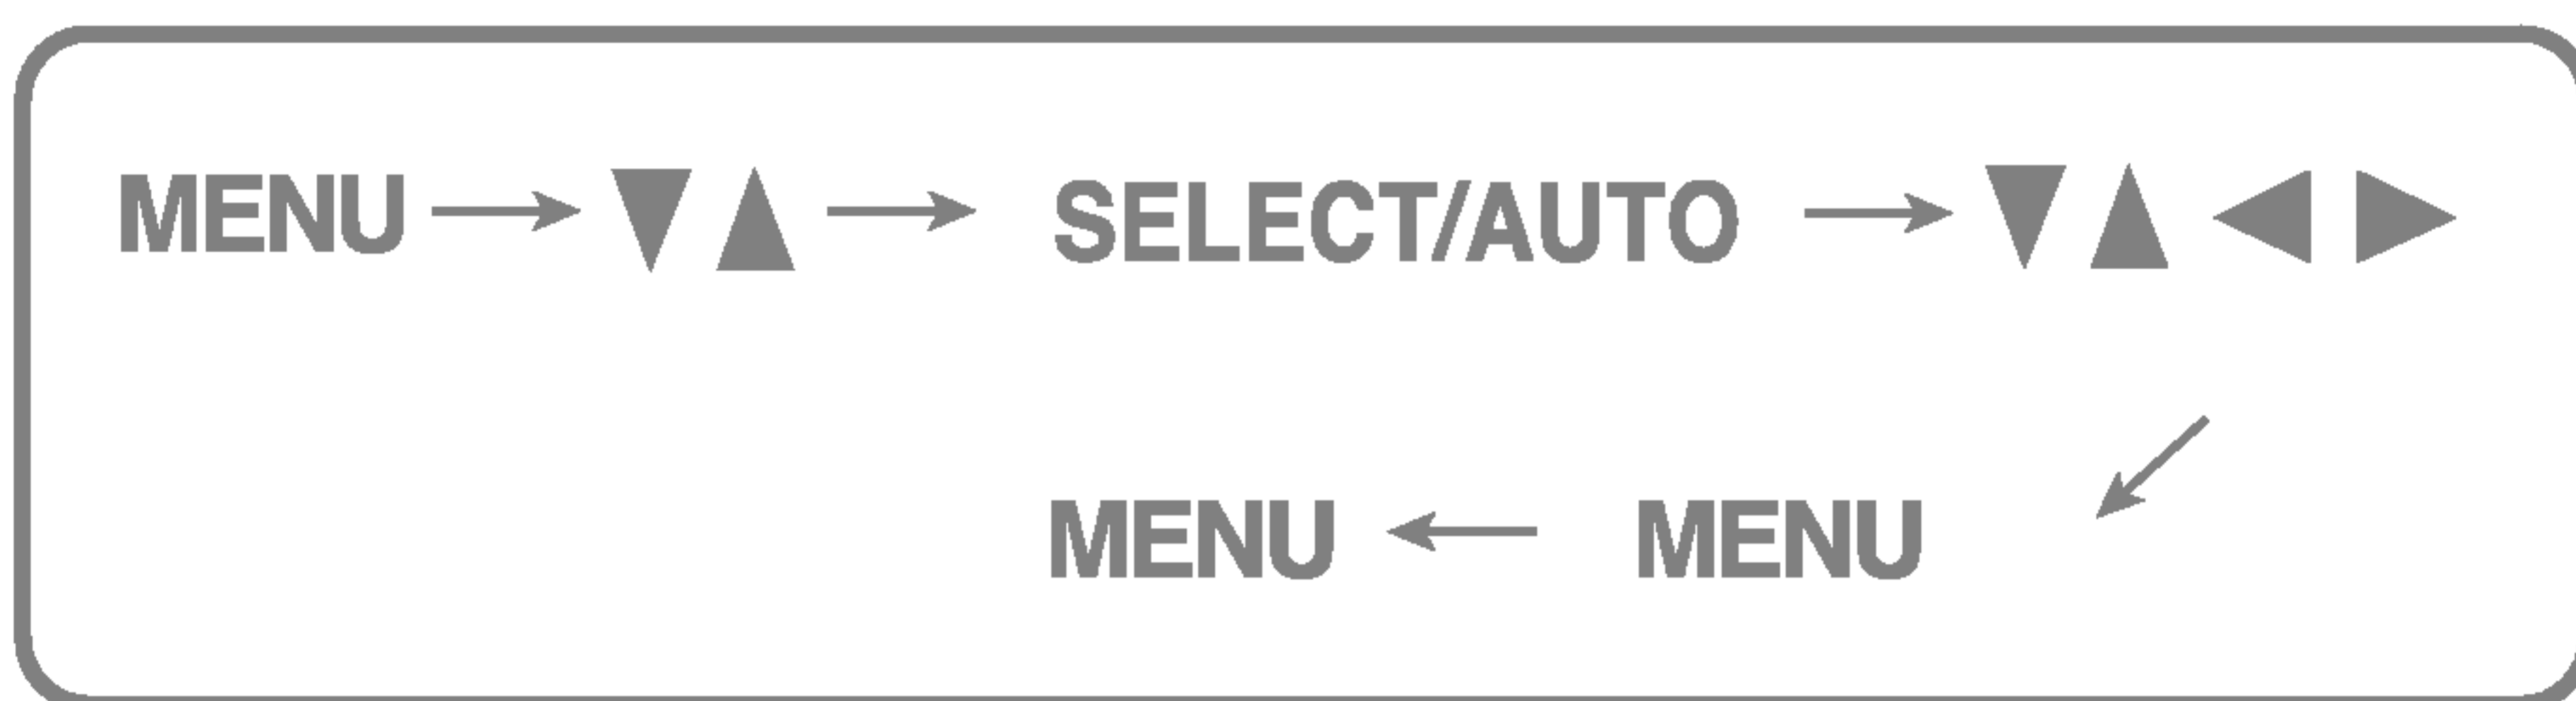 MENU → ▼▲ → SELECT/AUTO → ▼▲◀▶
MENU ← MENU